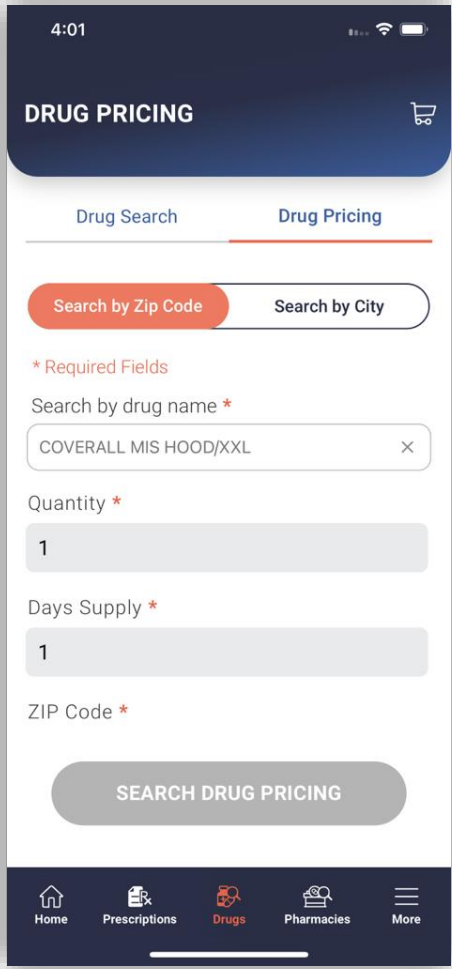 4:01
DRUG PRICING
Drug Search Drug Pricing
Search by Zip Code Search by City
* Required Fields
Search by drug name *
COVERALL MIS HOOD/XXL
Quantity *
1
Days Supply *
1
ZIP Code *
SEARCH DRUG PRICING
Home Prescriptions Drugs Pharmacies More